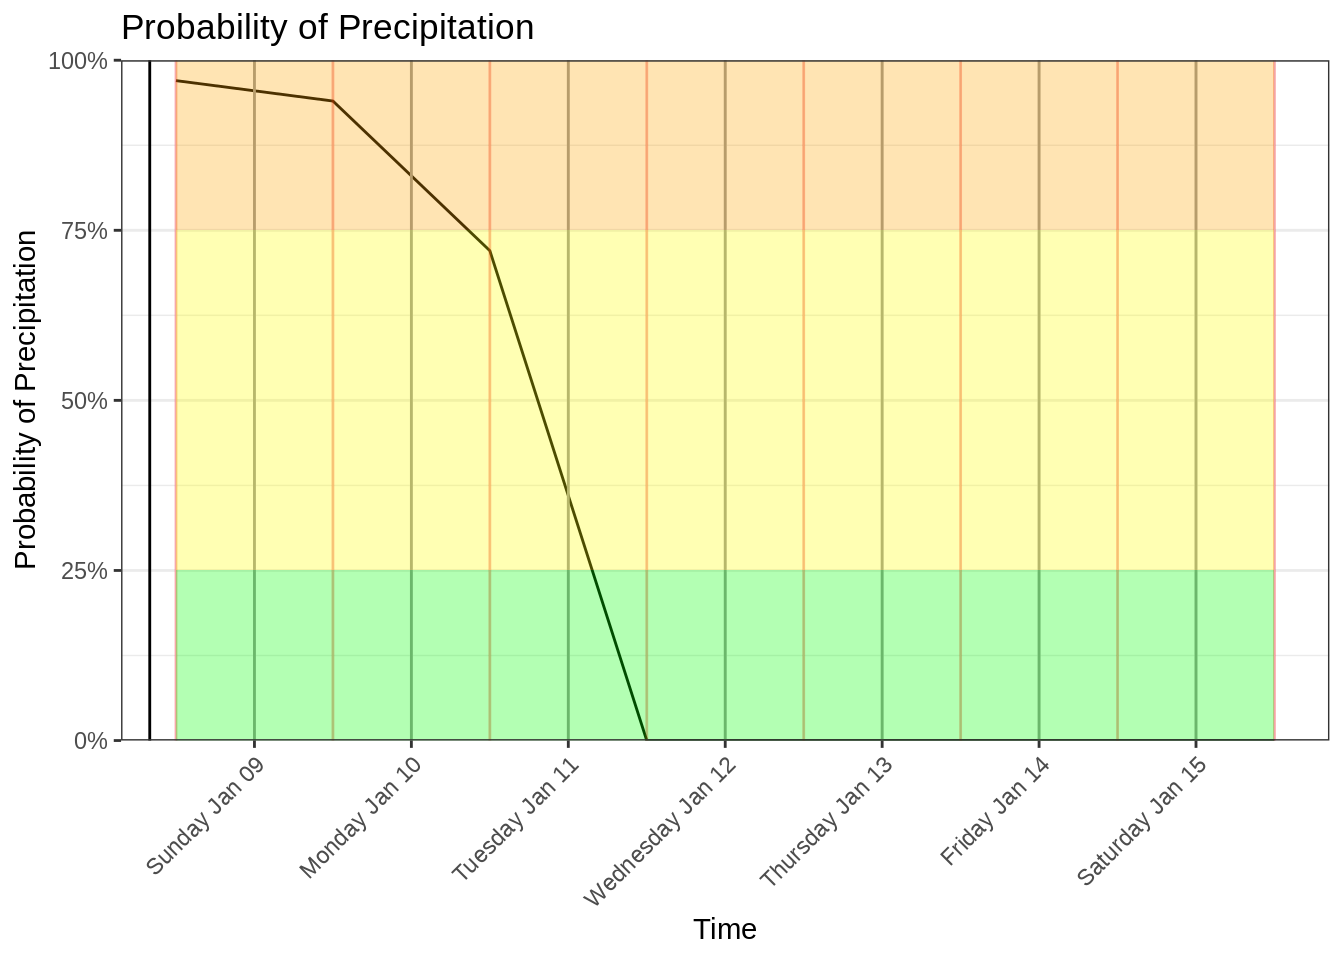 Probability of Precipitation
Probability of Precipitation
100%
75%
50%
25%
0%
Sunday Jan 09
Monday Jan 10
Tuesday Jan 11
Wednesday Jan 12
Thursday Jan 13
Friday Jan 14
Saturday Jan 15
Time